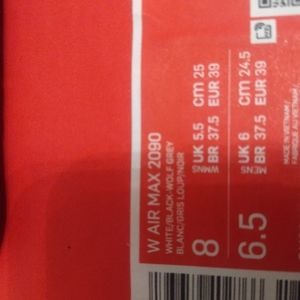 W AIR MAX 2090
WHITE/BLACK-WOLF GREY
BLANC/GRIS LOUP/NOIR
WMNS
8
UK 5.5 cm 25
BR 37.5 EUR 39
MENS
6.5
UK 6 cm 24.5
BR 37.5 EUR 39
MADE IN VIETNAM /
FABRIQUÉ AU VIETNAM